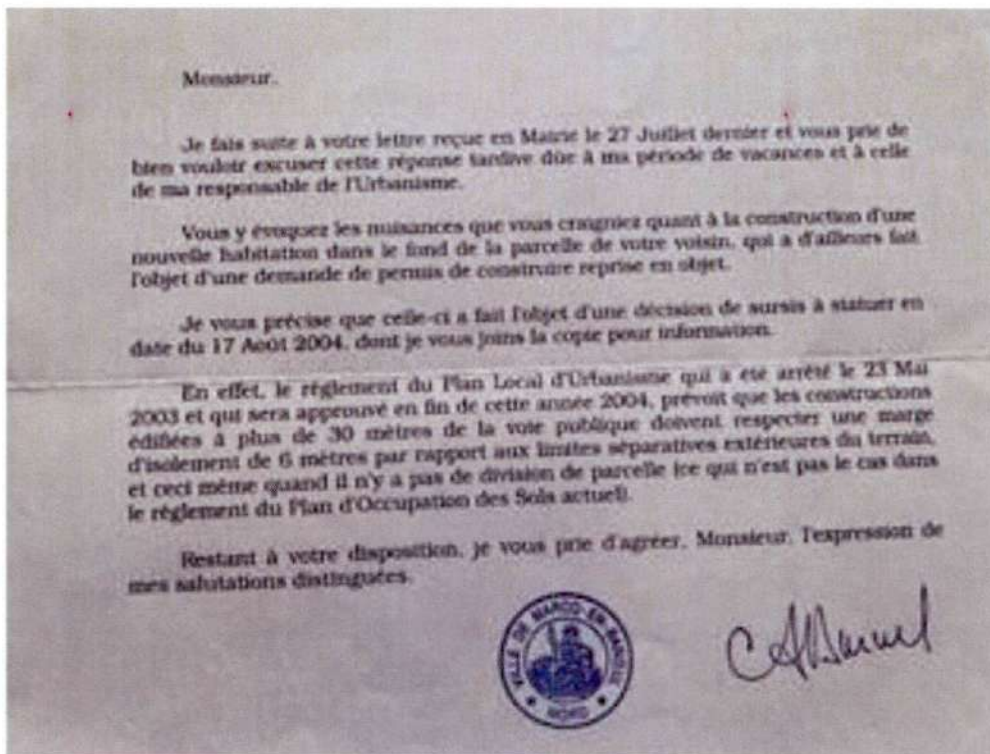 Monsieur,
Je fais suite à votre lettre reçue en Mairie le 27 Juillet dernier et vous prie de
bien vouloir excuser cette réponse tardive dûe à ma période de vacances et à celle
de ma responsable de l'Urbanisme.
Vous y évoquez les nuisances que vous craigniez quant à la construction d'une
nouvelle habitation dans le fond de la parcelle de votre voisin, qui a d'ailleurs fait
l'objet d'une demande de permis de construire reprise en objet.
Je vous précise que celle-ci a fait l'objet d'une décision de sursis à statuer en
date du 17 Août 2004, dont je vous joins la copie pour information.
En effet, le règlement du Plan Local d'Urbanisme qui a été arrêté le 23 Mai
2003 et qui sera approuvé en fin de cette année 2004, prévoit que les constructions
édifiées à plus de 30 mètres de la voie publique doivent respecter une marge
d'isolement de 6 mètres par rapport aux limites séparatives extérieures du terrain,
et ceci même quand il n'y a pas de division de parcelle (ce qui n'est pas le cas dans
le règlement du Plan d'Occupation des Sols actuel).
Restant à votre disposition, je vous prie d'agréer, Monsieur, l'expression de
mes salutations distinguées.
VILLE DE MARCQ-EN-BARŒUL
NORD